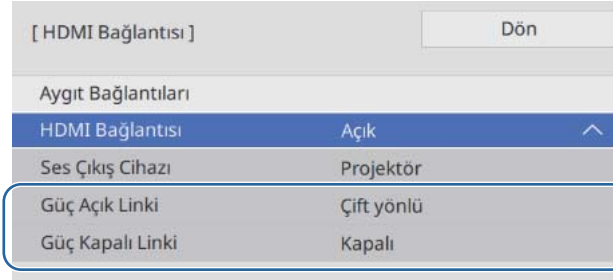 [ HDMI Bağlantısı ] Dön
Aygıt Bağlantıları
HDMI Bağlantısı Açık
Ses Çıkış Cihazı Projektör
Güç Açık Linki Çift yönlü
Güç Kapalı Linki Kapalı